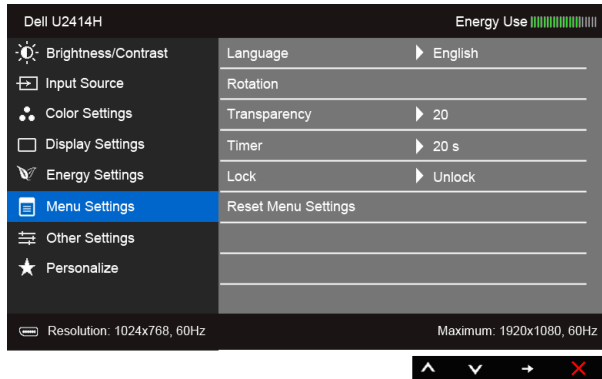 Dell U2414H Energy Use
Brightness/Contrast Language English
Input Source Rotation
Color Settings Transparency 20
Display Settings Timer 20 s
Energy Settings Lock Unlock
Menu Settings Reset Menu Settings
Other Settings
Personalize
Resolution: 1024x768, 60Hz Maximum: 1920x1080, 60Hz